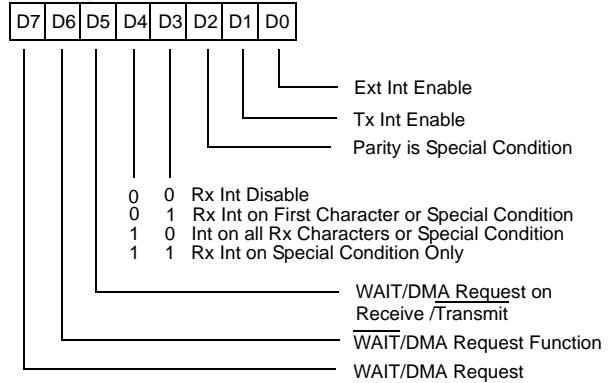 D7 D6 D5 D4 D3 D2 D1 D0
Ext Int Enable
Tx Int Enable
Parity is Special Condition
0 0 Rx Int Disable
0 1 Rx Int on First Character or Special Condition
1 0 Int on all Rx Characters or Special Condition
1 1 Rx Int on Special Condition Only
WAIT/DMA Request on
Receive /Transmit
WAIT/DMA Request Function
WAIT/DMA Request